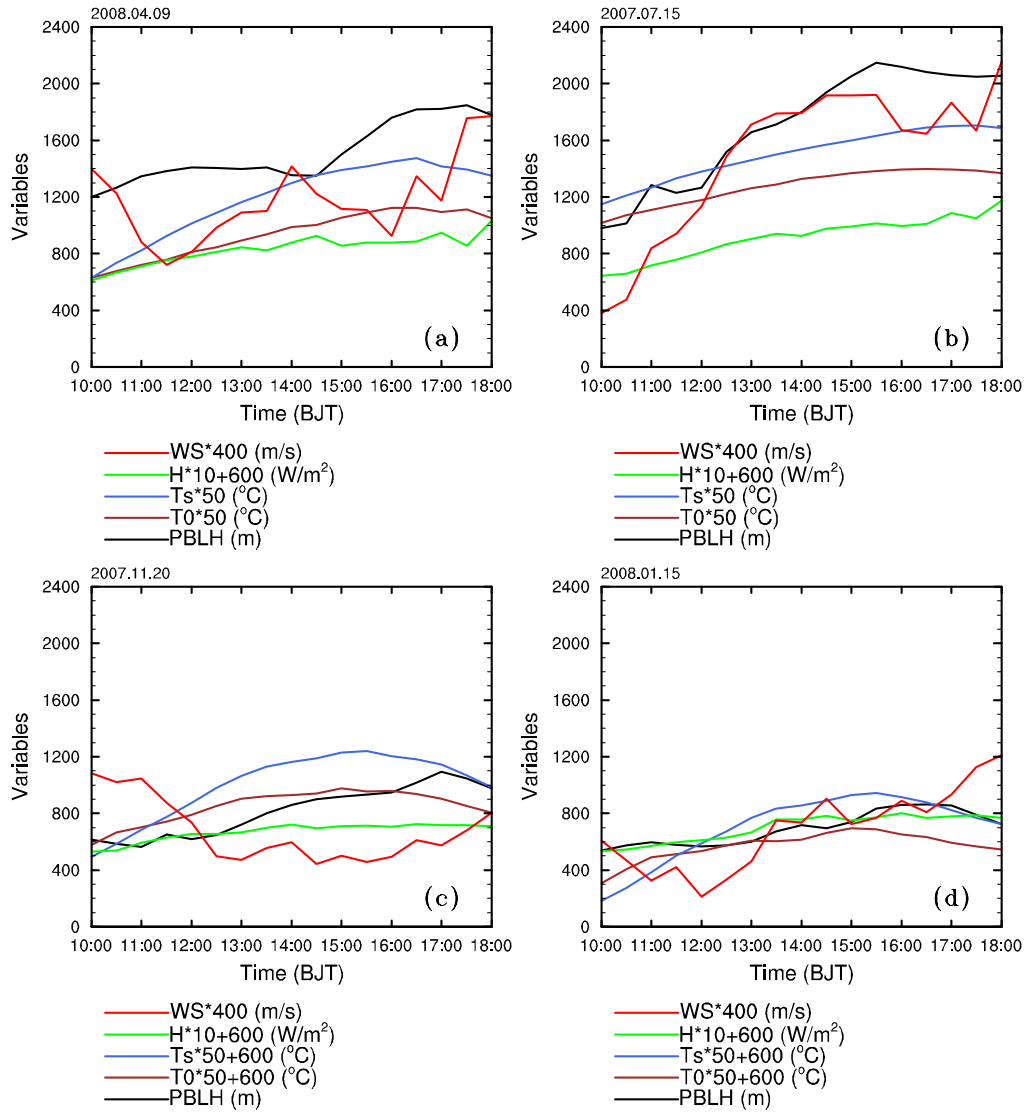 2008.04.09
2400
2000
1600
1200
800
400
0
Variables
(a)
10:00 11:00 12:00 13:00 14:00 15:00 16:00 17:00 18:00
Time (BJT)
WS*400 (m/s)
H*10+600 (W/m²)
Ts*50 (°C)
T0*50 (°C)
PBLH (m)
2007.07.15
2400
2000
1600
1200
800
400
0
Variables
(b)
10:00 11:00 12:00 13:00 14:00 15:00 16:00 17:00 18:00
Time (BJT)
WS*400 (m/s)
H*10+600 (W/m²)
Ts*50 (°C)
T0*50 (°C)
PBLH (m)
2007.11.20
2400
2000
1600
1200
800
400
0
Variables
(c)
10:00 11:00 12:00 13:00 14:00 15:00 16:00 17:00 18:00
Time (BJT)
WS*400 (m/s)
H*10+600 (W/m²)
Ts*50+600 (°C)
T0*50+600 (°C)
PBLH (m)
2008.01.15
2400
2000
1600
1200
800
400
0
Variables
(d)
10:00 11:00 12:00 13:00 14:00 15:00 16:00 17:00 18:00
Time (BJT)
WS*400 (m/s)
H*10+600 (W/m²)
Ts*50+600 (°C)
T0*50+600 (°C)
PBLH (m)